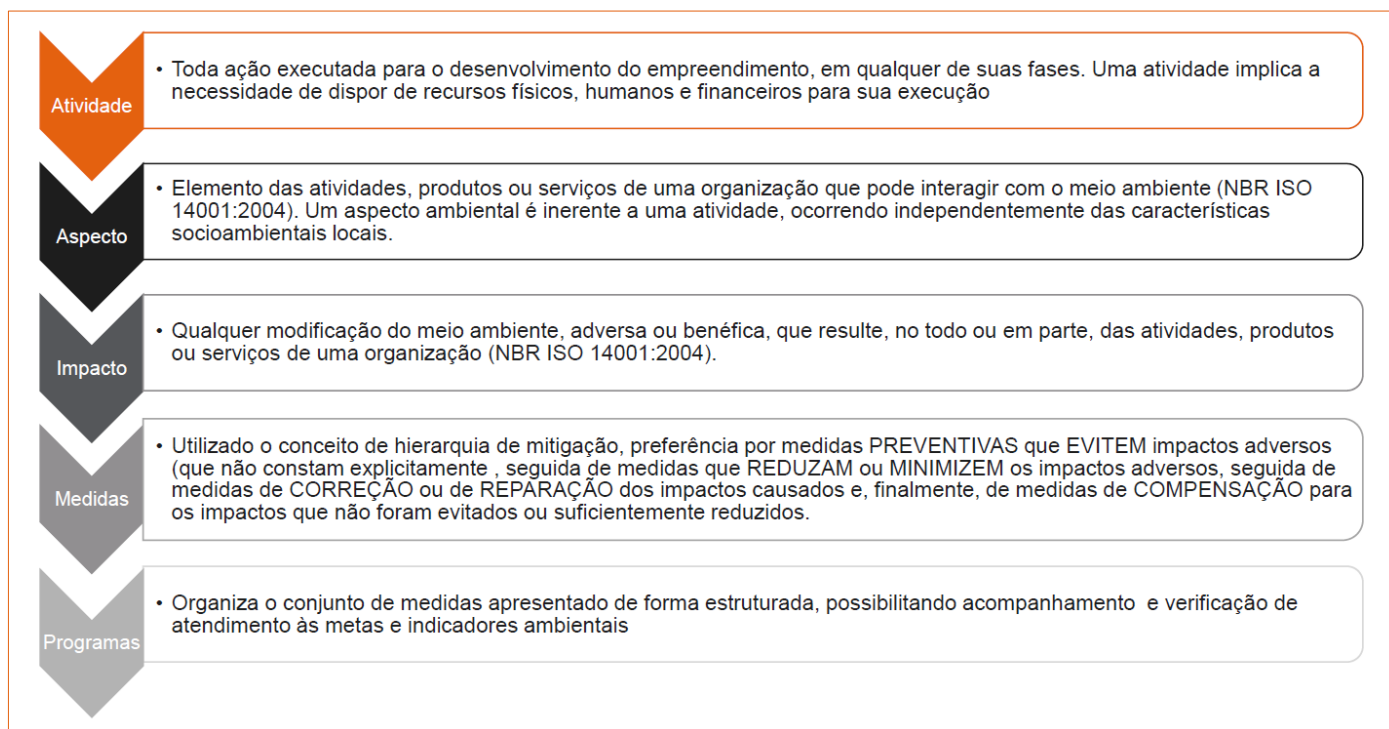 Atividade
• Toda ação executada para o desenvolvimento do empreendimento, em qualquer de suas fases. Uma atividade implica a
necessidade de dispor de recursos físicos, humanos e financeiros para sua execução
Aspecto
• Elemento das atividades, produtos ou serviços de uma organização que pode interagir com o meio ambiente (NBR ISO
14001:2004). Um aspecto ambiental é inerente a uma atividade, ocorrendo independentemente das características
socioambientais locais.
Impacto
• Qualquer modificação do meio ambiente, adversa ou benéfica, que resulte, no todo ou em parte, das atividades, produtos
ou serviços de uma organização (NBR ISO 14001:2004).
Medidas
• Utilizado o conceito de hierarquia de mitigação, preferência por medidas PREVENTIVAS que EVITEM impactos adversos
(que não constam explicitamente , seguida de medidas que REDUZAM ou MINIMIZEM os impactos adversos, seguida de
medidas de CORREÇÃO ou de REPARAÇÃO dos impactos causados e, finalmente, de medidas de COMPENSAÇÃO para
os impactos que não foram evitados ou suficientemente reduzidos.
Programas
• Organiza o conjunto de medidas apresentado de forma estruturada, possibilitando acompanhamento  e verificação de
atendimento às metas e indicadores ambientais